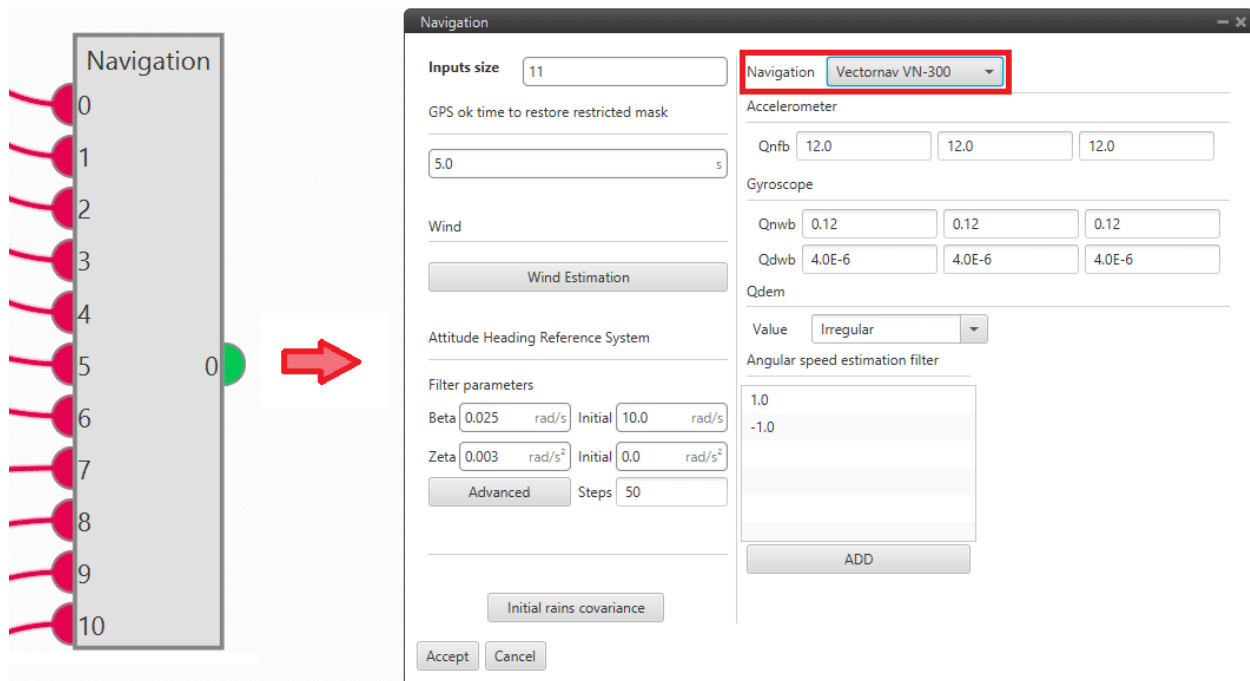 Navigation
0
1
2
3
4
5
0
6
7
8
9
10
Navigation
Inputs size 11
GPS ok time to restore restricted mask
5.0 s
Wind
Wind Estimation
Attitude Heading Reference System
Filter parameters
Beta 0.025 rad/s Initial 10.0 rad/s
Zeta 0.003 rad/s² Initial 0.0 rad/s²
Advanced Steps 50
Initial rains covariance
Accept Cancel
Navigation Vectornav VN-300
Accelerometer
Qnfb 12.0 12.0 12.0
Gyroscope
Qnwb 0.12 0.12 0.12
Qdwb 4.0E-6 4.0E-6 4.0E-6
Qdem
Value Irregular
Angular speed estimation filter
1.0
-1.0
ADD